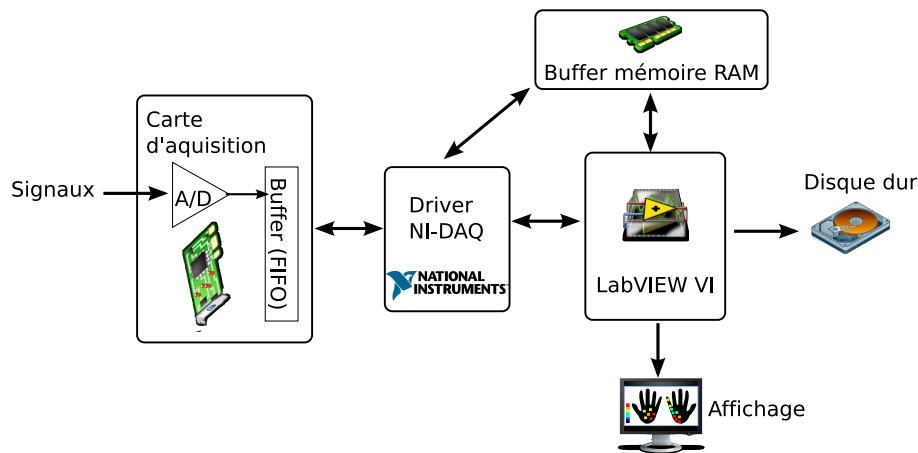 Buffer mémoire RAM
Carte
d'aquisition
Signaux
A/D
Buffer (FIFO)
Driver
NI-DAQ
NATIONAL
INSTRUMENTS
LabVIEW VI
Disque dur
Affichage